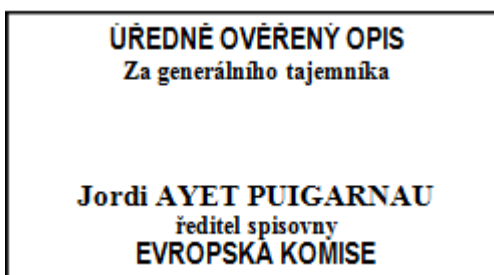 ÚŘEDNĚ OVĚŘENÝ OPIS
Za generálního tajemníka
Jordi AYET PUIGARNAU
ředitel spisovny
EVROPSKÁ KOMISE